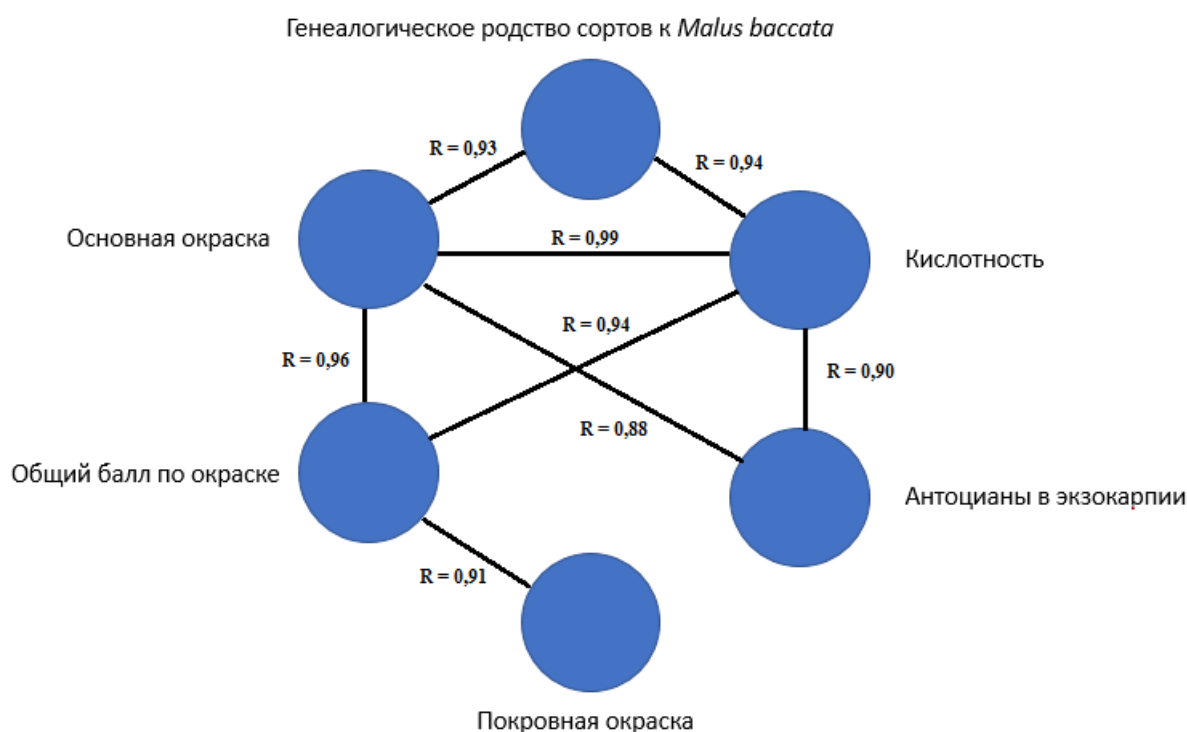 Генеалогическое родство сортов к Malus baccata
R = 0,93
R = 0,94
Основная окраска
R = 0,99
Кислотность
R = 0,94
R = 0,96
R = 0,90
R = 0,88
Общий балл по окраске
Антоцианы в экзокарпии
R = 0,91
Покровная окраска